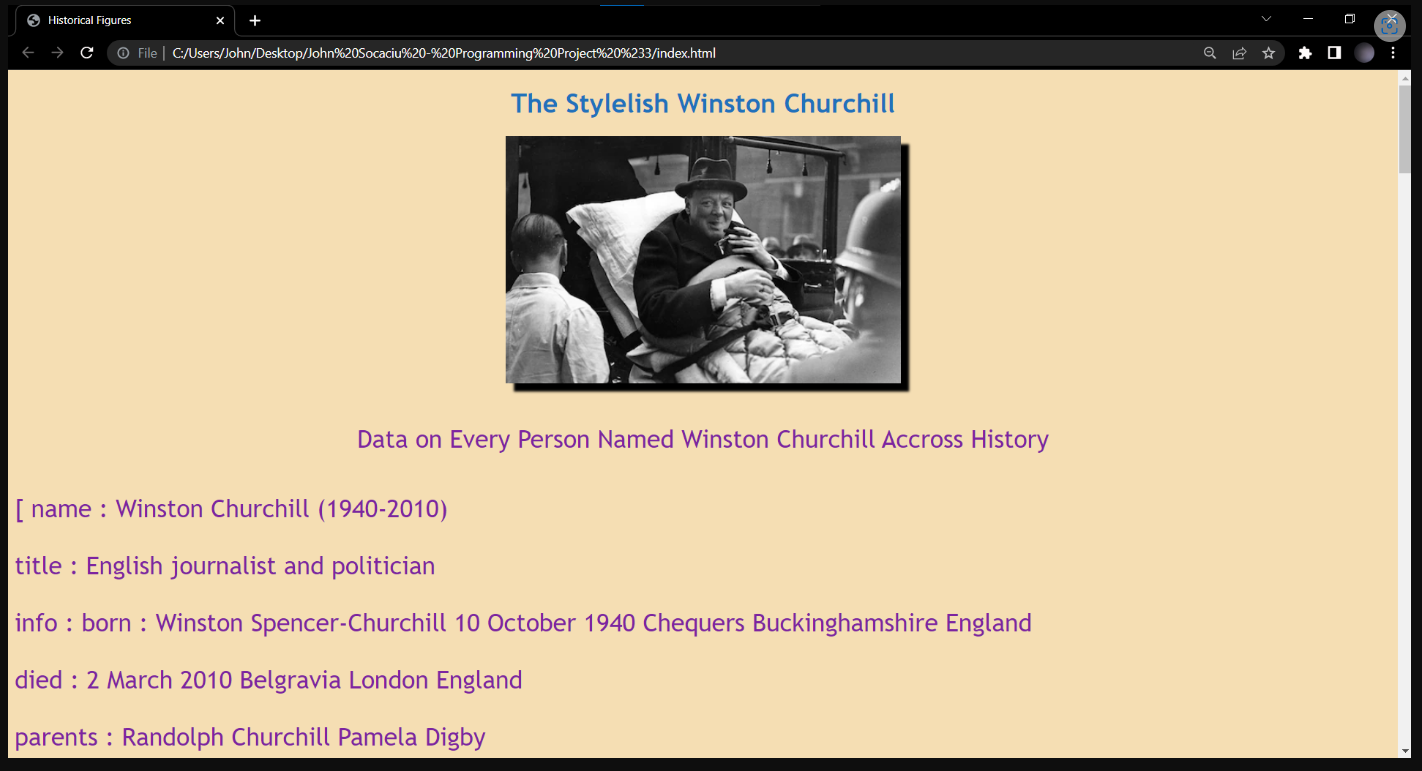 Historical Figures
File | C:/Users/John/Desktop/John%20Socaciu%20-%20Programming%20Project%20%233/index.html
The Stylelish Winston Churchill
Data on Every Person Named Winston Churchill Accross History
[ name : Winston Churchill (1940-2010)
title : English journalist and politician
info : born : Winston Spencer-Churchill 10 October 1940 Chequers Buckinghamshire England
died : 2 March 2010 Belgravia London England
parents : Randolph Churchill Pamela Digby